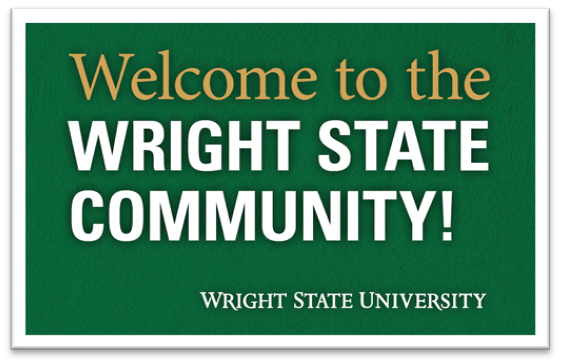 Welcome to the
WRIGHT STATE
COMMUNITY!
WRIGHT STATE UNIVERSITY